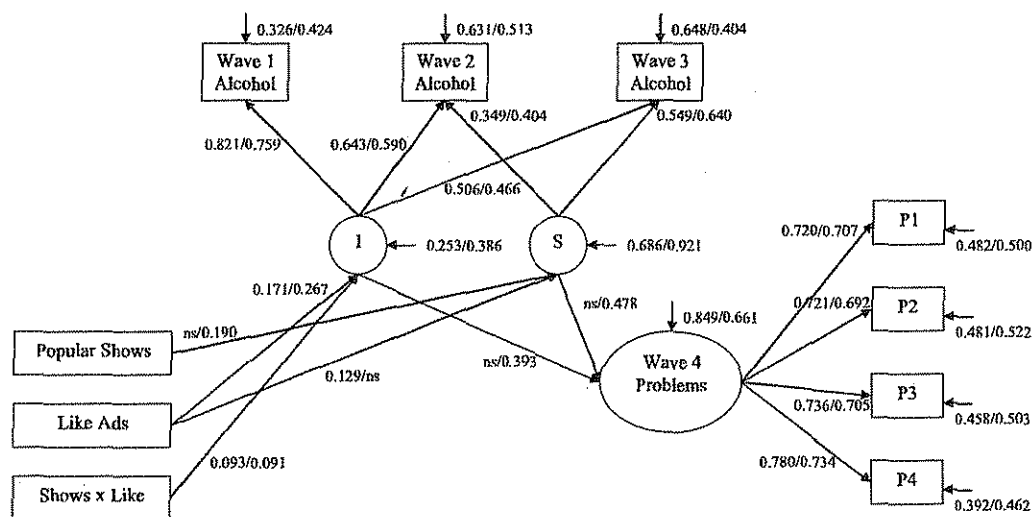 0.326/0.424
0.631/0.513
0.648/0.404
Wave 1
Alcohol
Wave 2
Alcohol
Wave 3
Alcohol
0.821/0.759
0.643/0.590
0.349/0.404
0.549/0.640
0.506/0.466
I
0.253/0.386
S
0.686/0.921
0.720/0.707
P1
0.482/0.500
0.171/0.267
ns/0.190
ns/0.478
0.849/0.661
0.721/0.692
P2
0.481/0.522
Popular Shows
0.129/ns
ns/0.393
Wave 4
Problems
Like Ads
0.736/0.705
P3
0.458/0.503
0.093/0.091
0.780/0.734
Shows x Like
P4
0.392/0.462